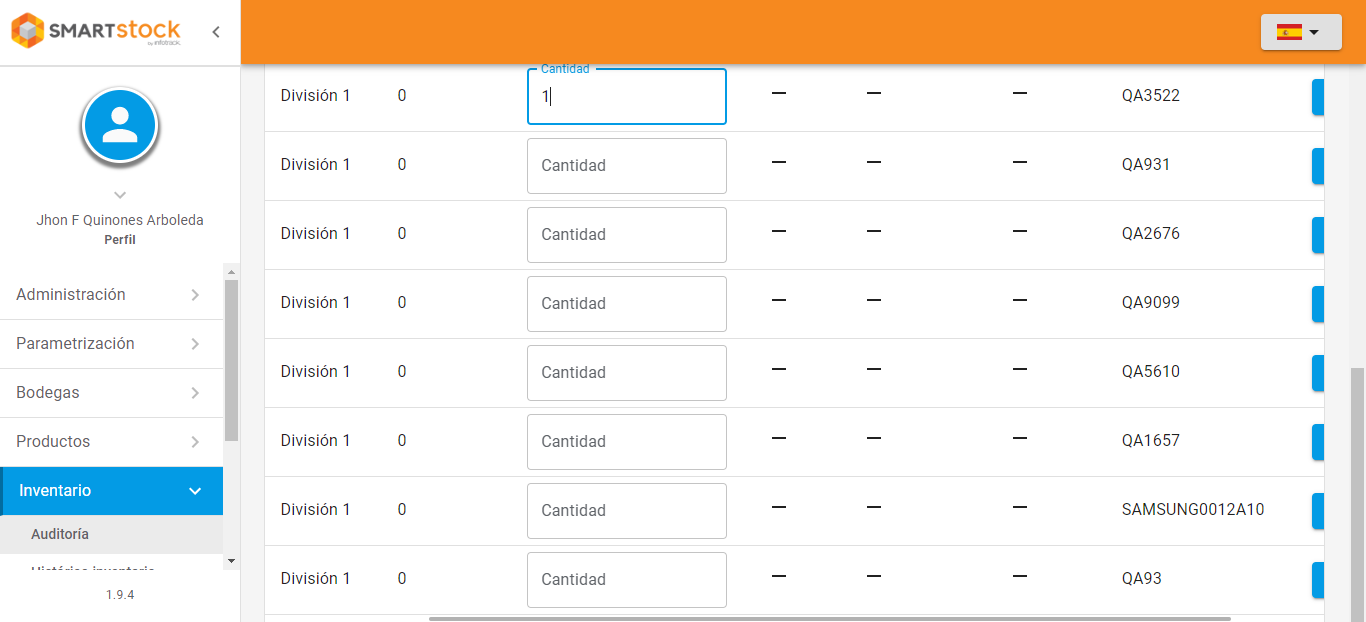 SMARTstock
by infotrack.
Jhon F Quinones Arboleda
Perfil
Administración
Parametrización
Bodegas
Productos
Inventario
Auditoría
Histórico inventario
1.9.4
Cantidad
División 1 0 1 — — — QA3522
División 1 0 Cantidad — — — QA931
División 1 0 Cantidad — — — QA2676
División 1 0 Cantidad — — — QA9099
División 1 0 Cantidad — — — QA5610
División 1 0 Cantidad — — — QA1657
División 1 0 Cantidad — — — SAMSUNG0012A10
División 1 0 Cantidad — — — QA93